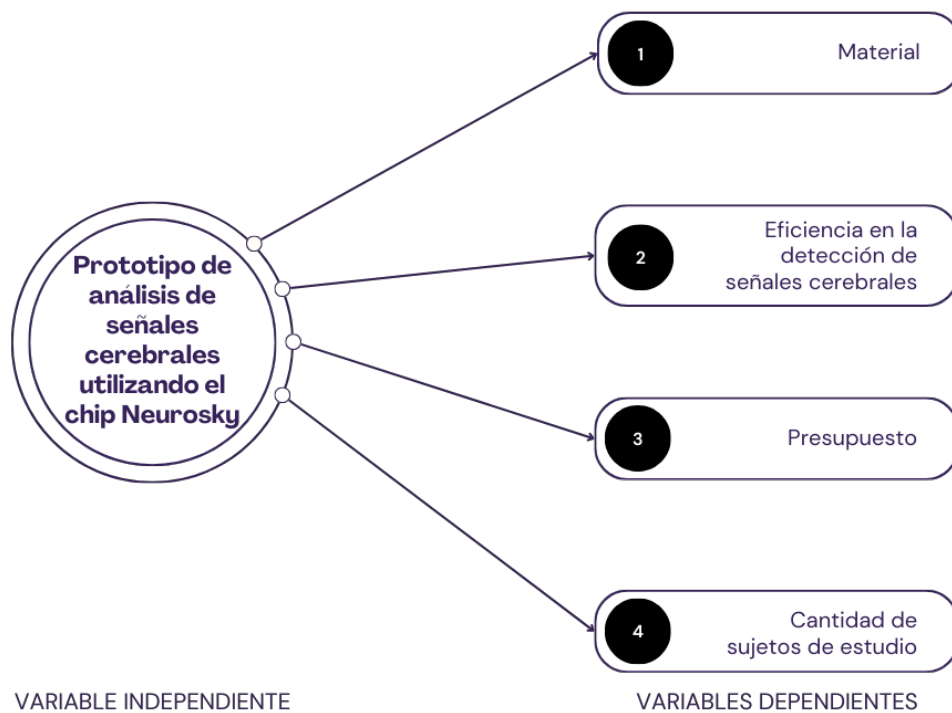 Prototipo de
análisis de
señales
cerebrales
utilizando el
chip Neurosky
1
Material
2
Eficiencia en la
detección de
señales cerebrales
3
Presupuesto
4
Cantidad de
sujetos de estudio
VARIABLE INDEPENDIENTE
VARIABLES DEPENDIENTES